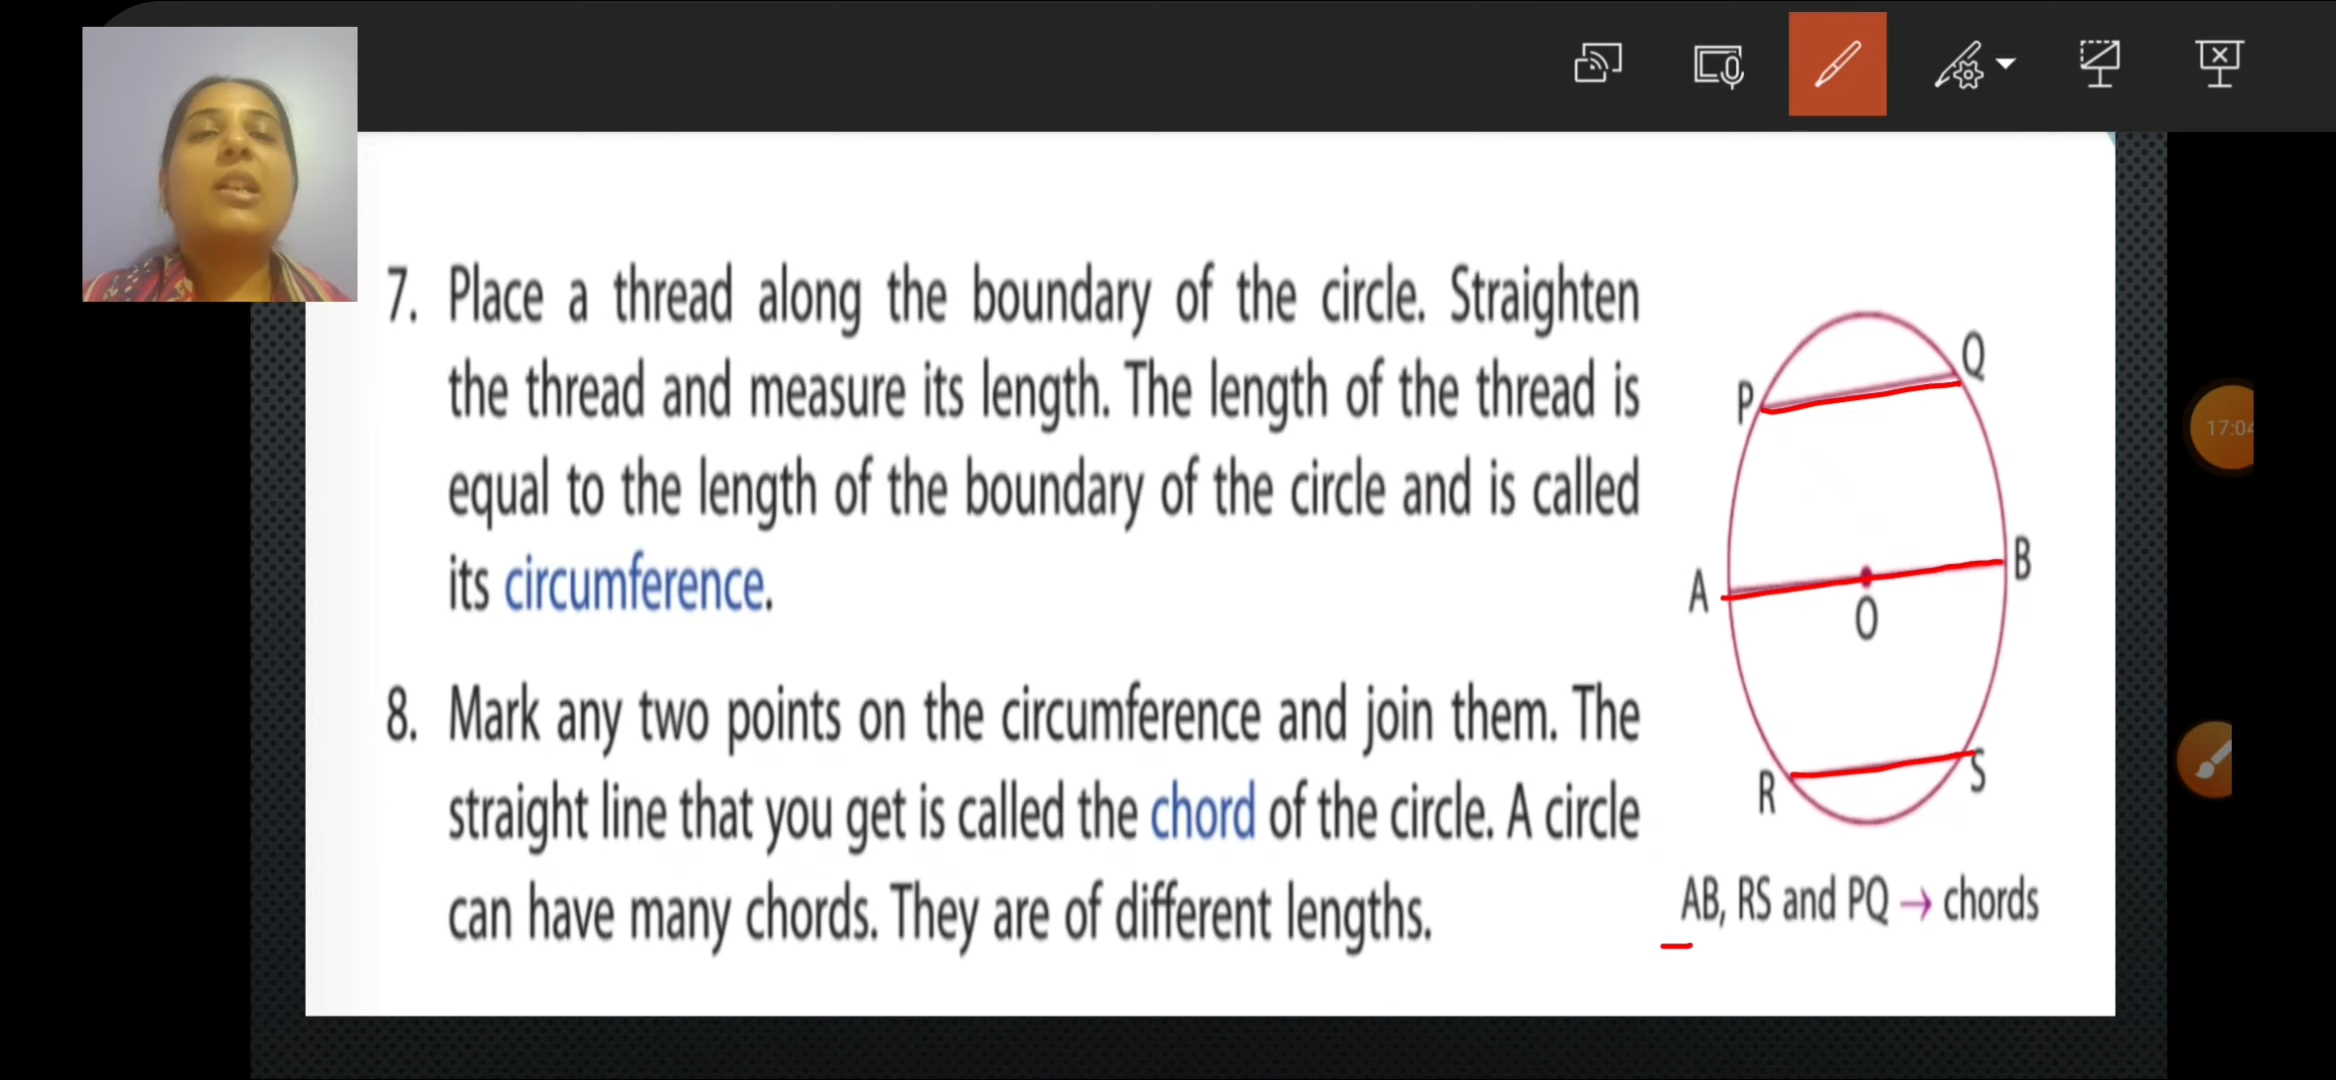 7. Place a thread along the boundary of the circle. Straighten
the thread and measure its length. The length of the thread is
equal to the length of the boundary of the circle and is called
its circumference.
8. Mark any two points on the circumference and join them. The
straight line that you get is called the chord of the circle. A circle
can have many chords. They are of different lengths.
Q
P
B
A
O
R
S
AB, RS and PQ → chords
17:04